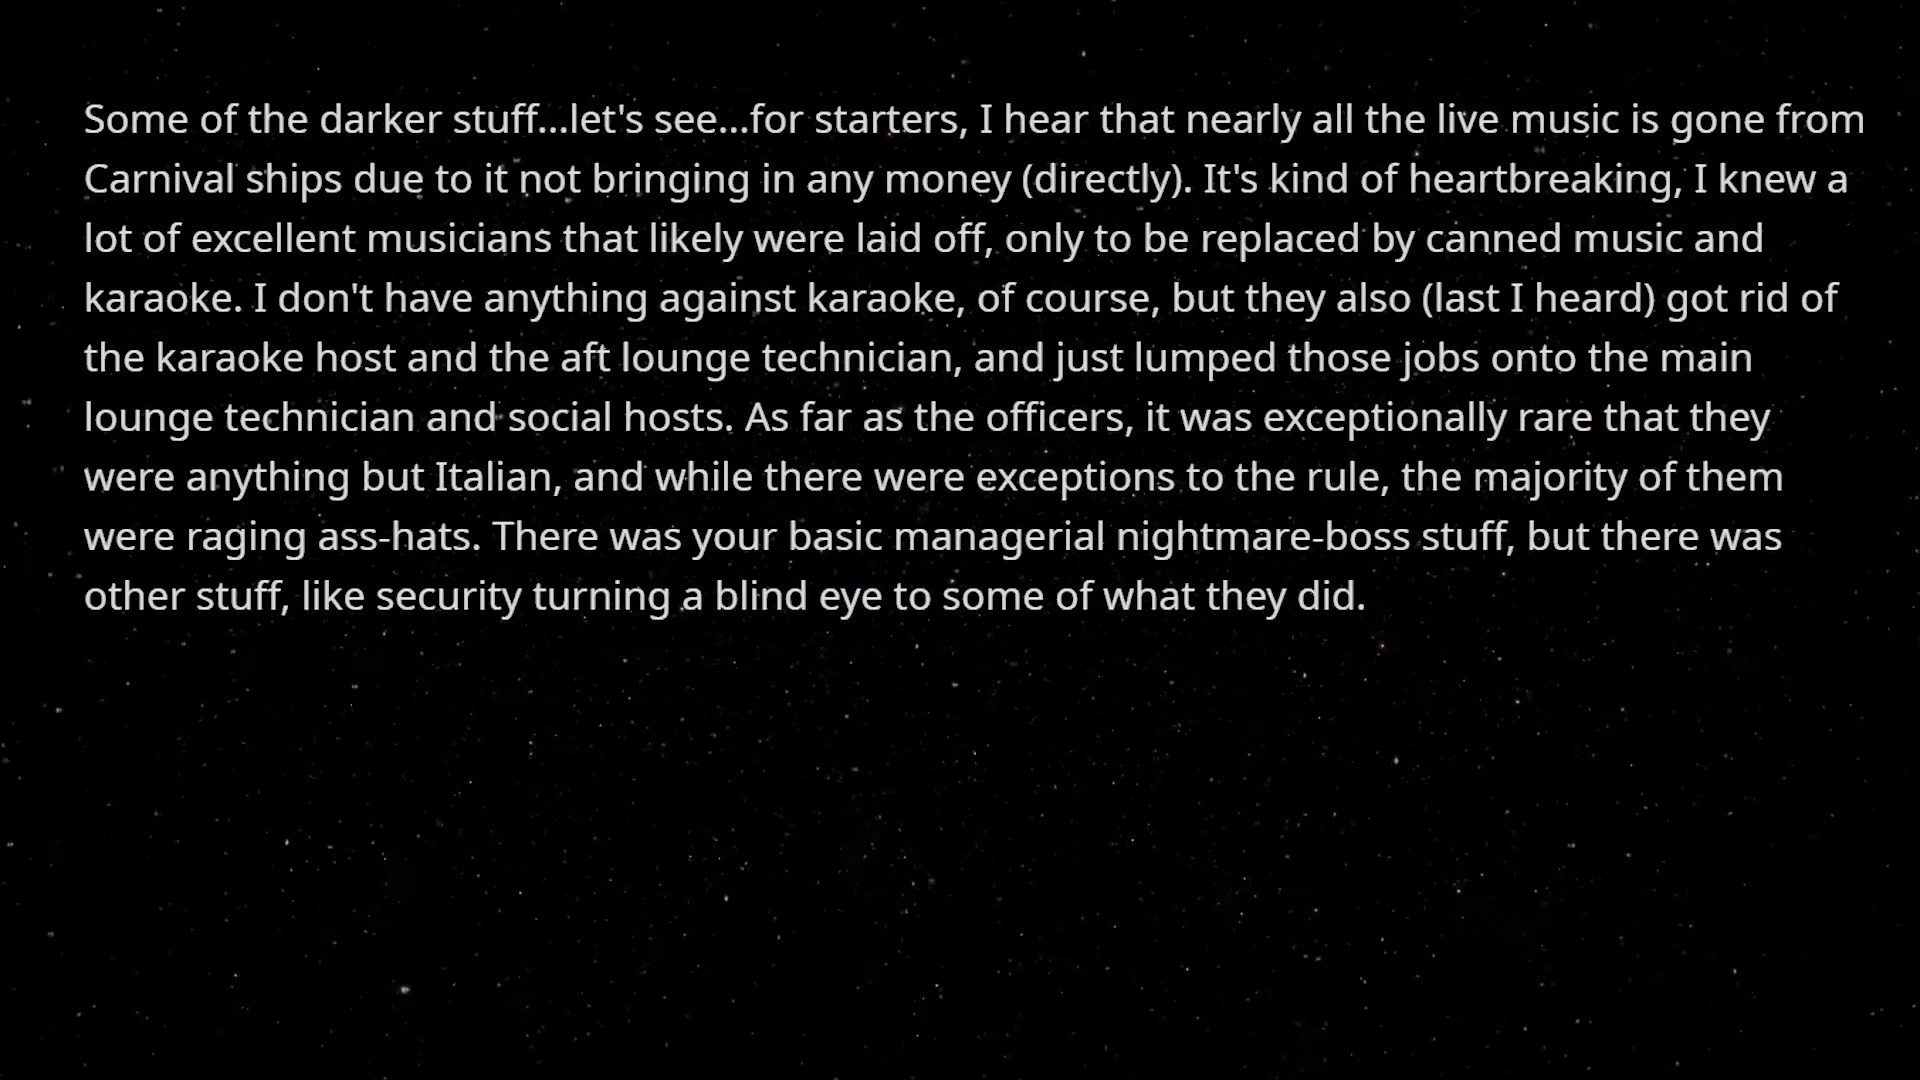 Some of the darker stuff...let's see...for starters, I hear that nearly all the live music is gone from
Carnival ships due to it not bringing in any money (directly). It's kind of heartbreaking, I knew a
lot of excellent musicians that likely were laid off, only to be replaced by canned music and
karaoke. I don't have anything against karaoke, of course, but they also (last I heard) got rid of
the karaoke host and the aft lounge technician, and just lumped those jobs onto the main
lounge technician and social hosts. As far as the officers, it was exceptionally rare that they
were anything but Italian, and while there were exceptions to the rule, the majority of them
were raging ass-hats. There was your basic managerial nightmare-boss stuff, but there was
other stuff, like security turning a blind eye to some of what they did.